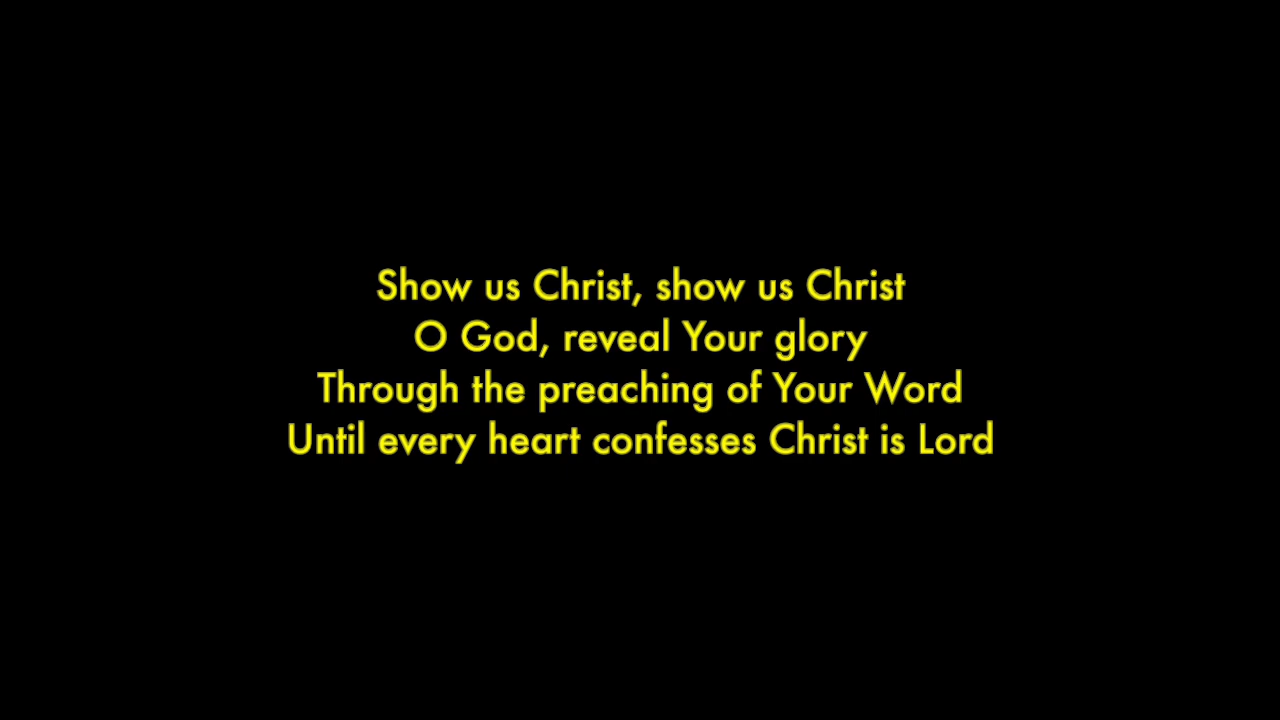 Show us Christ, show us Christ
O God, reveal Your glory
Through the preaching of Your Word
Until every heart confesses Christ is Lord